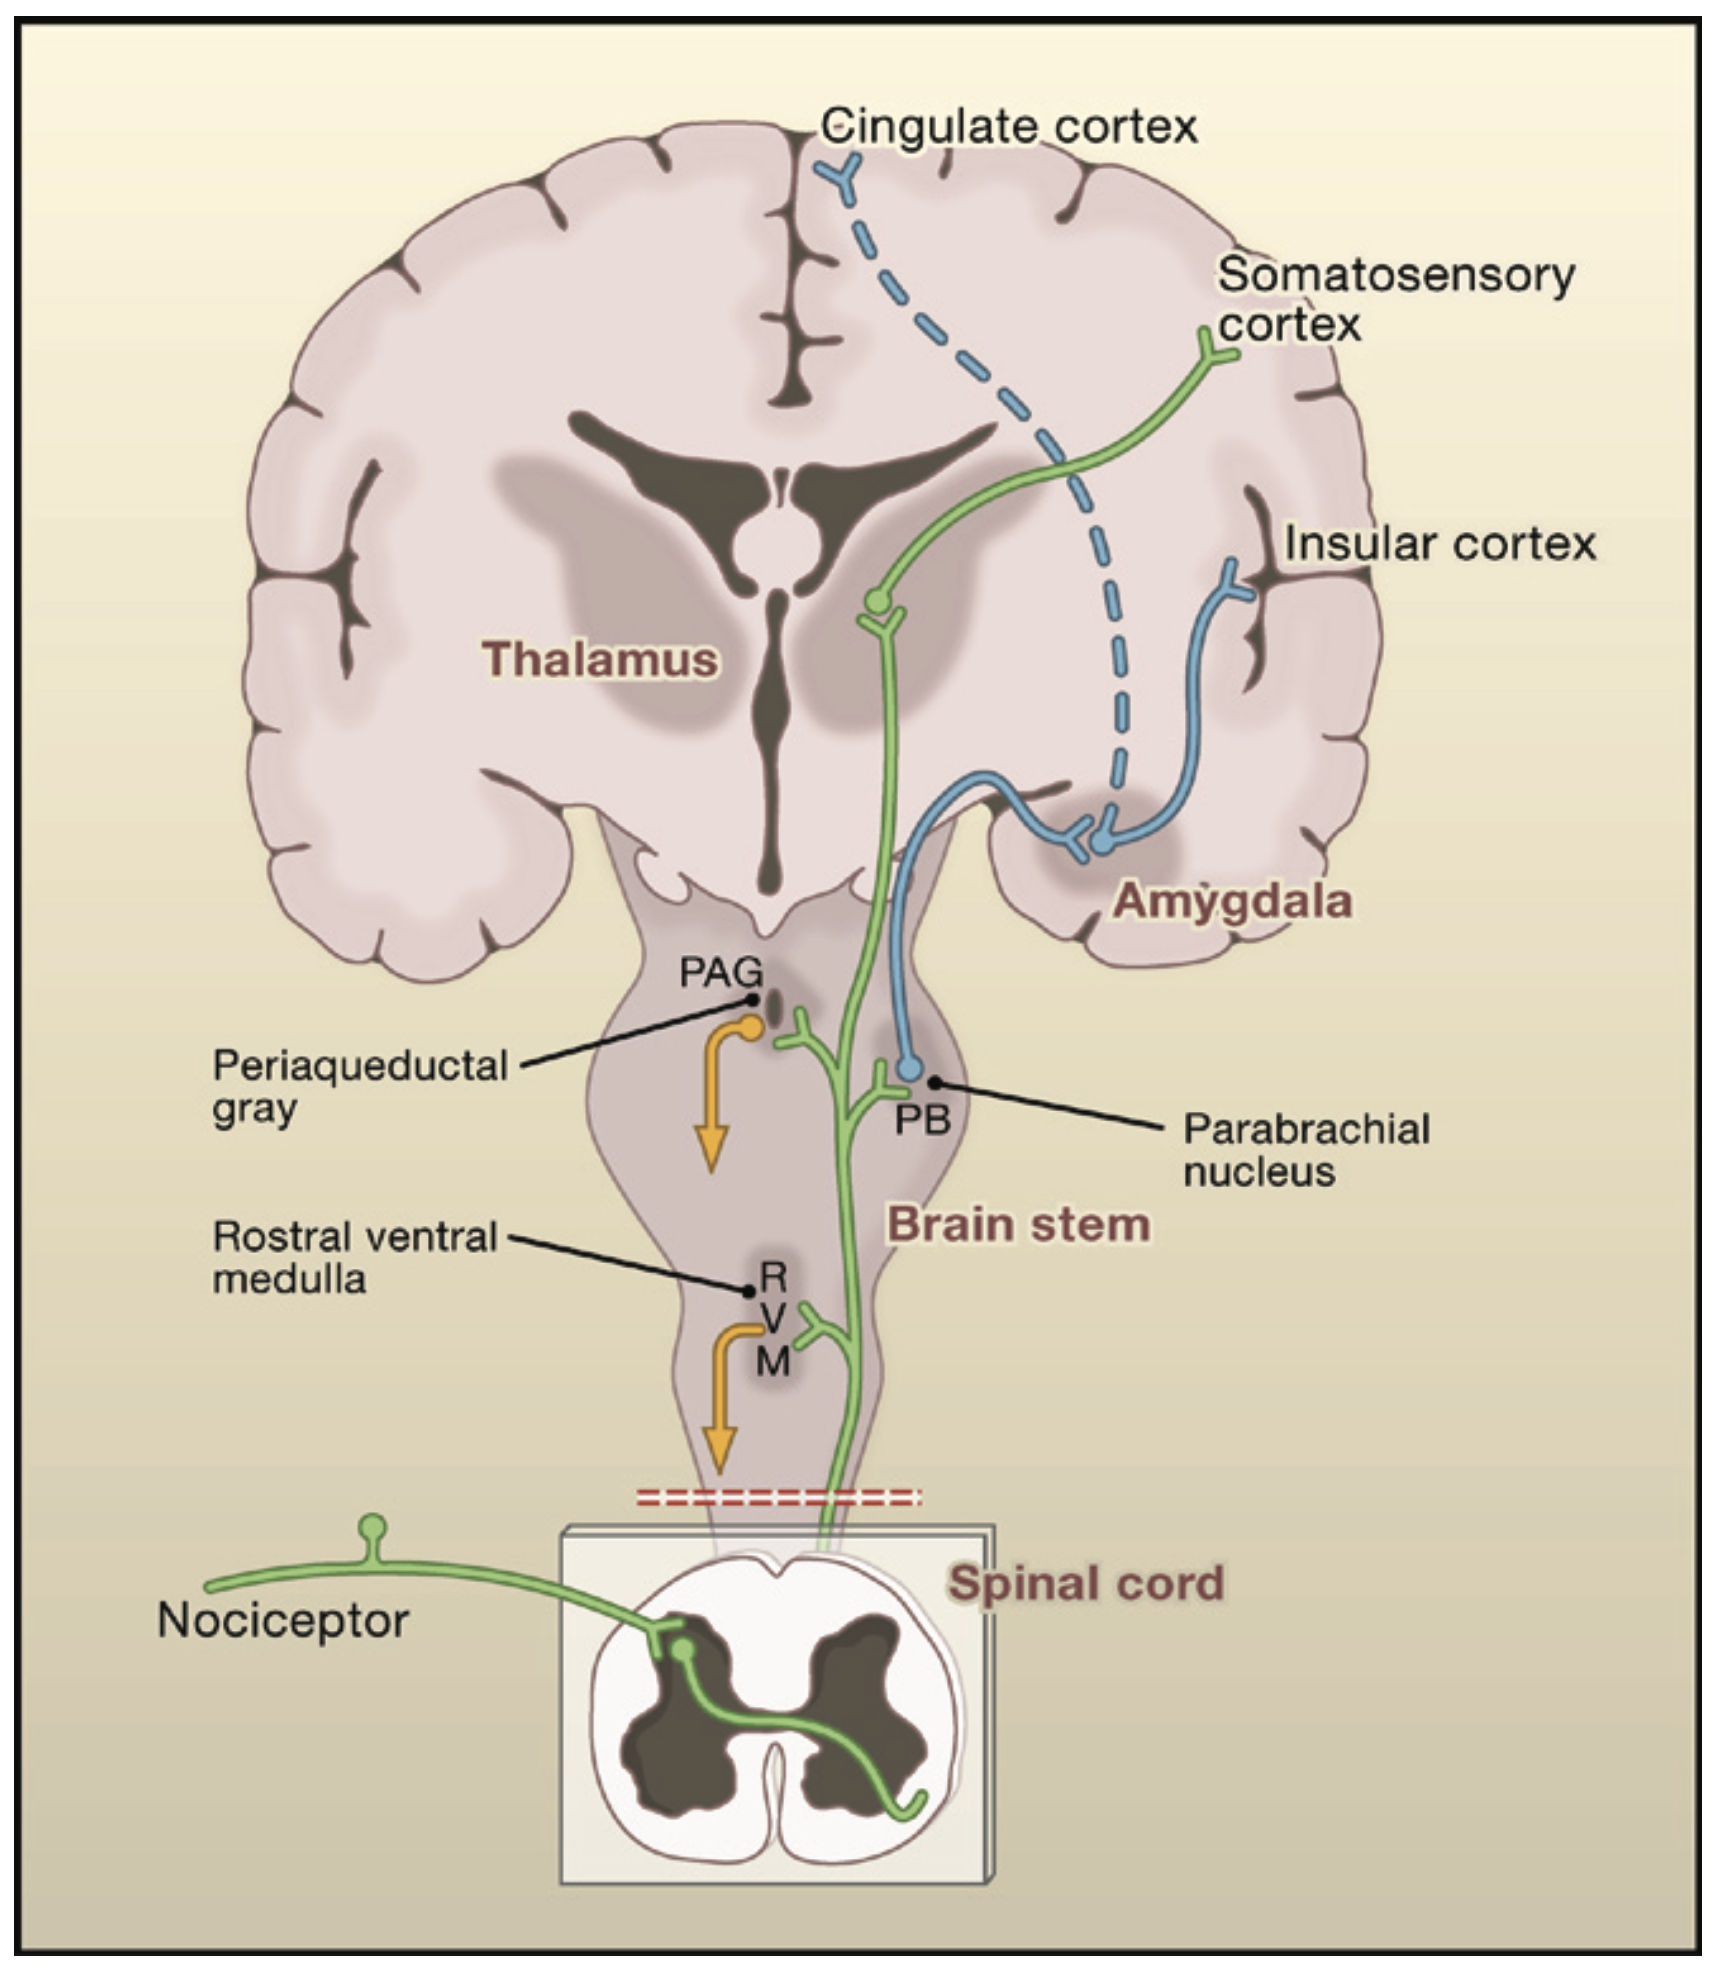 Cingulate cortex
Somatosensory
cortex
Insular cortex
Thalamus
Amygdala
PAG
Periaqueductal
gray
PB
Parabrachial
nucleus
Brain stem
Rostral ventral
medulla
R
V
M
Spinal cord
Nociceptor